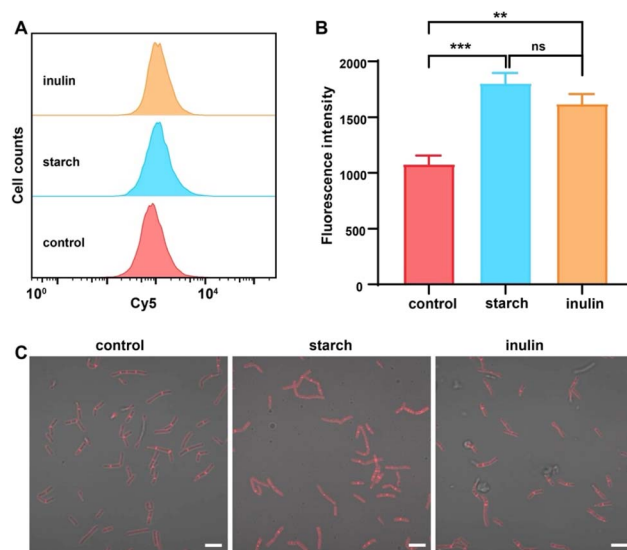 A
inulin
starch
control
Cell counts
10⁰
10⁴
Cy5
B
**
***
ns
2000
1500
1000
500
0
Fluorescence intensity
control
starch
inulin
C
control
starch
inulin